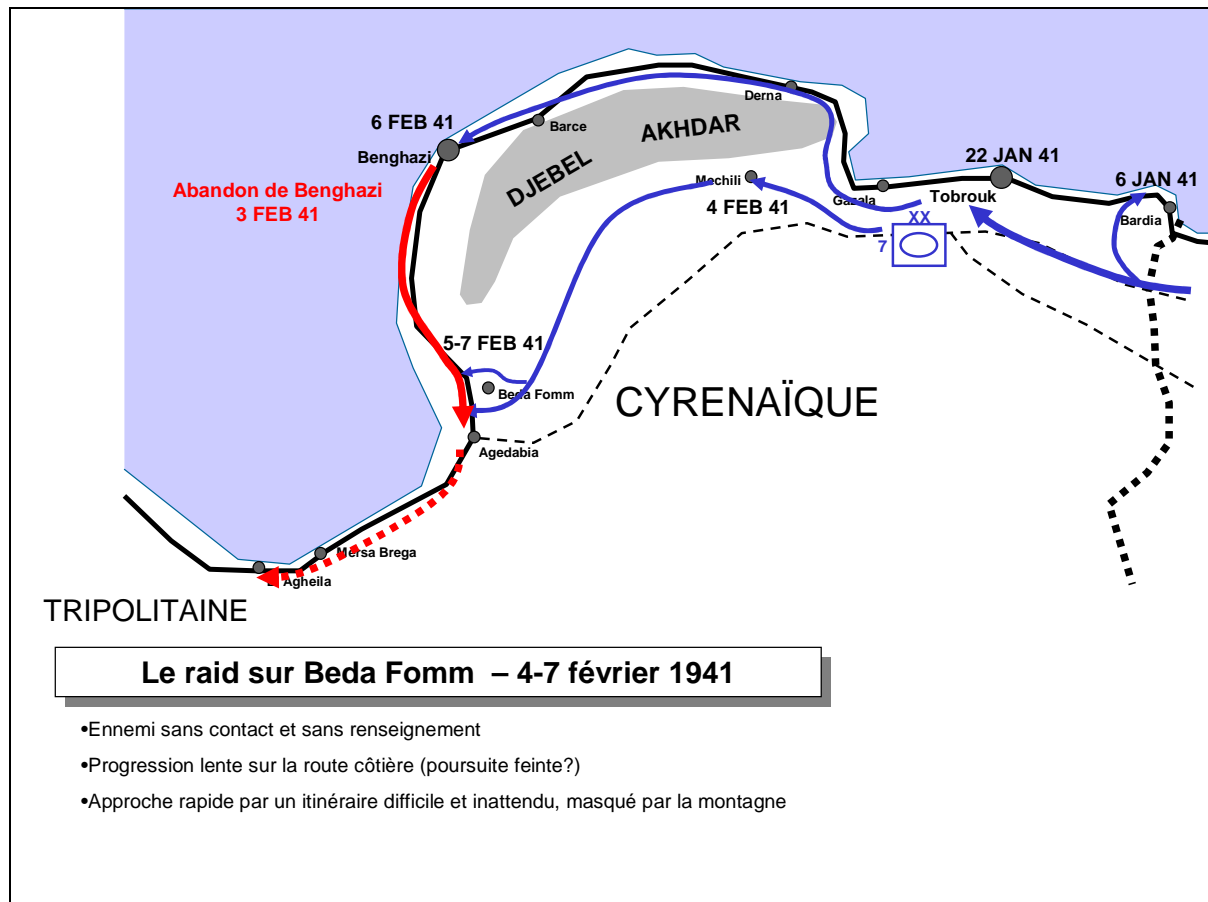 Derna
6 FEB 41
Barce
DJEBEL AKHDAR
Benghazi
22 JAN 41
Abandon de Benghazi
3 FEB 41
Mechili
6 JAN 41
4 FEB 41
Gazala
Tobrouk
Bardia
XX
7
5-7 FEB 41
Beda Fomm
CYRENAÏQUE
Agedabia
Mersa Brega
El Agheila
TRIPOLITAINE
Le raid sur Beda Fomm – 4-7 février 1941
•Ennemi sans contact et sans renseignement
•Progression lente sur la route côtière (poursuite feinte?)
•Approche rapide par un itinéraire difficile et inattendu, masqué par la montagne